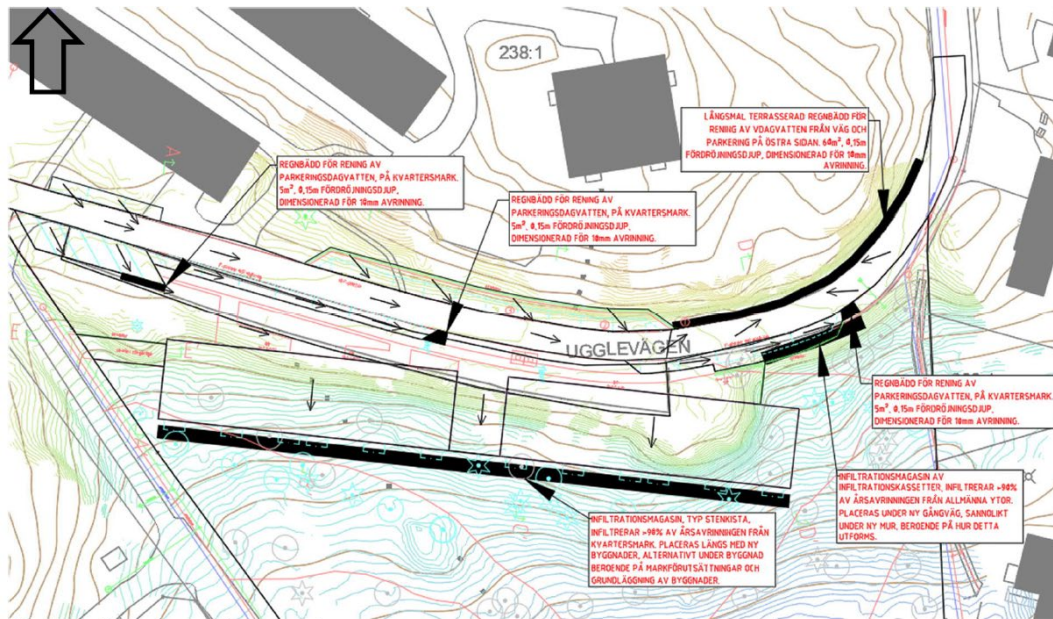 238:1
LÅNGSMAL TERRASSERAD REGNBÄDD FÖR
RENING AV VDAGVATTEN FRÅN VÄG OCH
PARKERING PÅ ÖSTRA SIDAN. 60m², 0,15m
FÖRDRÖJNINGSDJUP, DIMENSIONERAD FÖR 10mm
AVRINNING.
REGNBÄDD FÖR RENING AV
PARKERINGSDAGVATTEN, PÅ KVARTERSMARK.
5m², 0,15m FÖRDRÖJNINGSDJUP,
DIMENSIONERAD FÖR 10mm AVRINNING.
REGNBÄDD FÖR RENING AV
PARKERINGSDAGVATTEN, PÅ KVARTERSMARK.
5m², 0,15m FÖRDRÖJNINGSDJUP,
DIMENSIONERAD FÖR 10mm AVRINNING.
UGGLEVÄGEN
REGNBÄDD FÖR RENING AV
PARKERINGSDAGVATTEN, PÅ KVARTERSMARK.
5m², 0,15m FÖRDRÖJNINGSDJUP,
DIMENSIONERAD FÖR 10mm AVRINNING.
INFILTRATIONSMAGASIN AV
INFILTRATIONSKASSETTER, INFILTRERAR >90%
AV ÅRSAVRINNINGEN FRÅN ALLMÄNNA YTOR.
PLACERAS UNDER NY GÅNGVÄG, SANNOLIKT
UNDER NY MUR, BEROENDE PÅ HUR DETTA
UTFORMS.
INFILTRATIONSMAGASIN, TYP STENKISTA,
INFILTRERAR >90% AV ÅRSAVRINNINGEN FRÅN
KVARTERSMARK. PLACERAS LÄNGS MED NY
BYGGNADER, ALTERNATIVT UNDER BYGGNAD
BEROENDE PÅ MARKFÖRUTSÄTTNINGAR OCH
GRUNDLÄGGNING AV BYGGNADER.